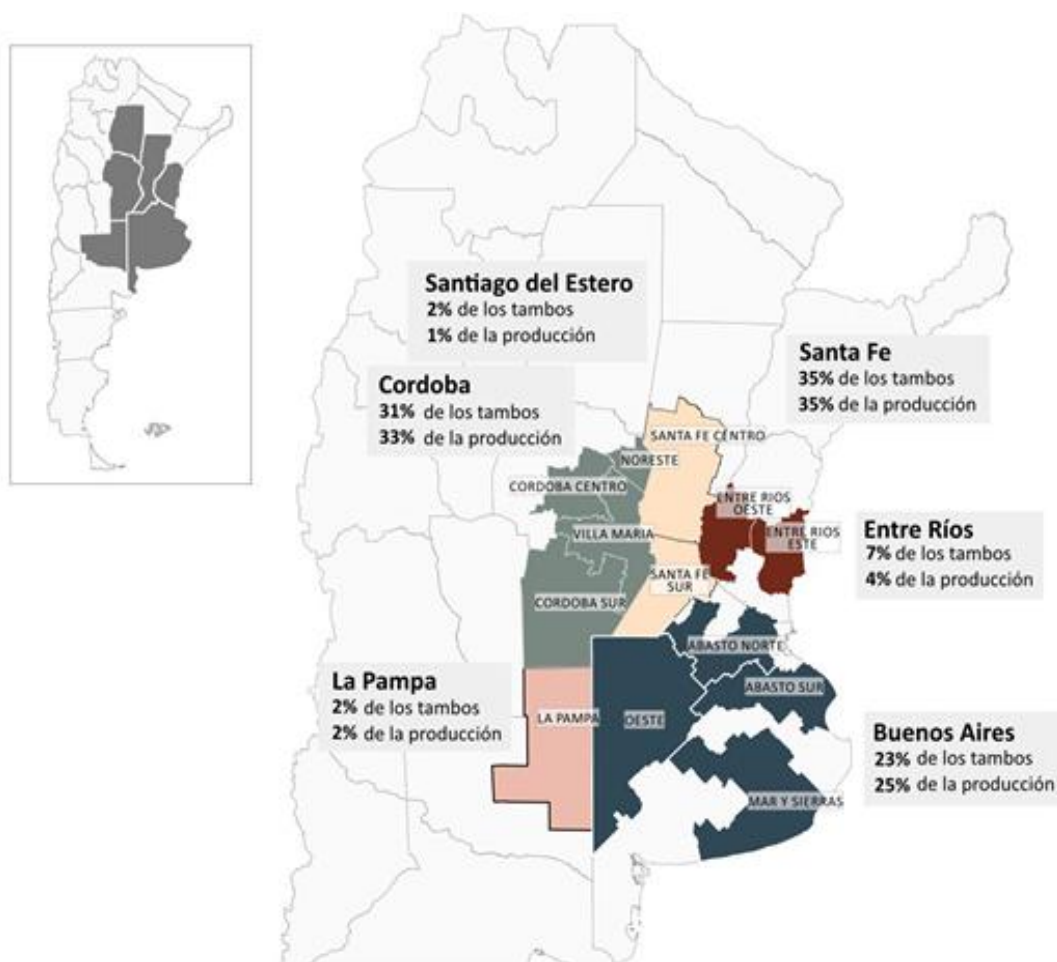 Santiago del Estero
2% de los tambos
1% de la producción
Santa Fe
35% de los tambos
35% de la producción
Cordoba
31% de los tambos
33% de la producción
SANTA FE CENTRO
NORESTE
CORDOBA CENTRO
ENTRE RIOS
OESTE
VILLA MARIA
ENTRE RIOS
ESTE
Entre Ríos
7% de los tambos
4% de la producción
SANTA FE
SUR
CORDOBA SUR
ABASTO NORTE
La Pampa
2% de los tambos
2% de la producción
ABASTO SUR
LA PAMPA
OESTE
Buenos Aires
23% de los tambos
25% de la producción
MAR Y SIERRAS